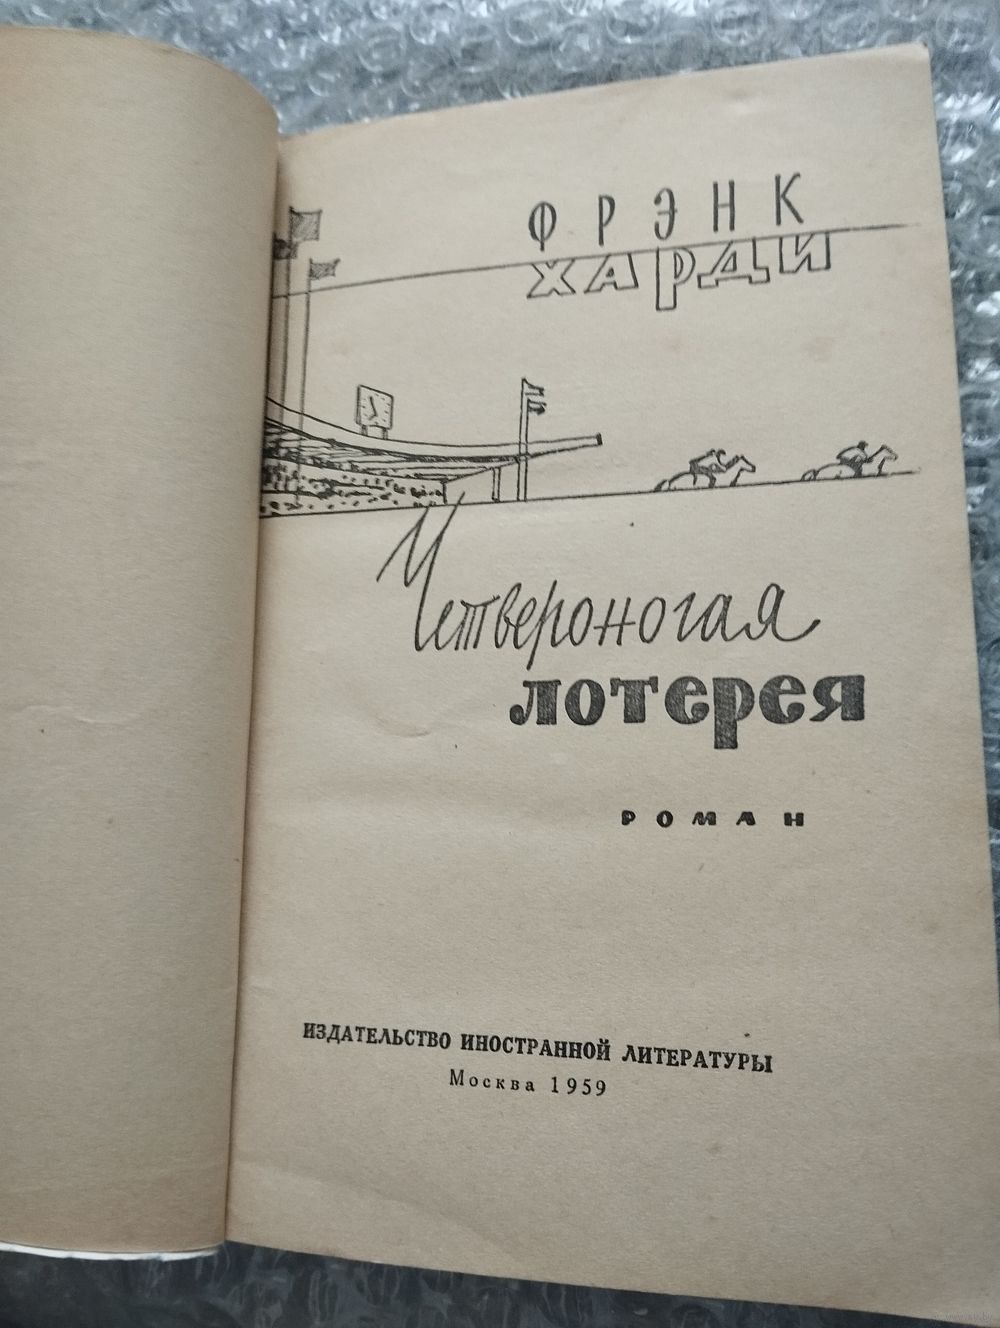 ФРЭНК
ХАРДИ
Четвероногая
лотерея
РОМАН
ИЗДАТЕЛЬСТВО ИНОСТРАННОЙ ЛИТЕРАТУРЫ
Москва 1959